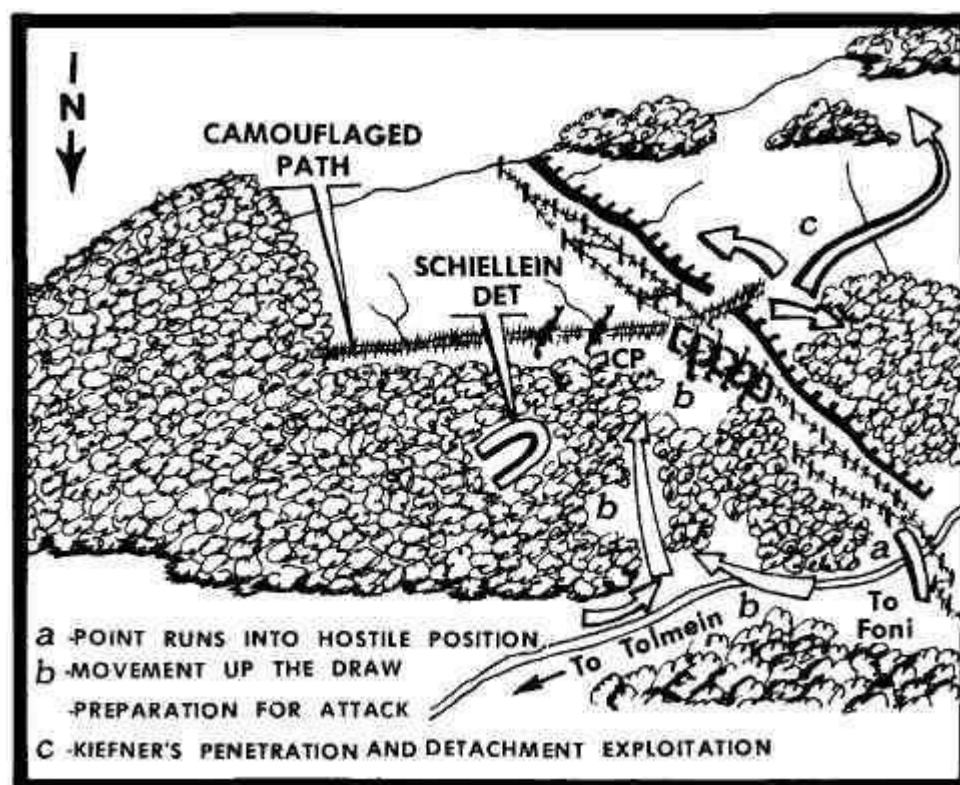 N
CAMOUFLAGED
PATH
SCHIELLEIN
DET
c
CP
b
b
a
b
To
Foni
To Tolmein
a -POINT RUNS INTO HOSTILE POSITION
b -MOVEMENT UP THE DRAW
-PREPARATION FOR ATTACK
c -KIEFNER'S PENETRATION AND DETACHMENT EXPLOITATION